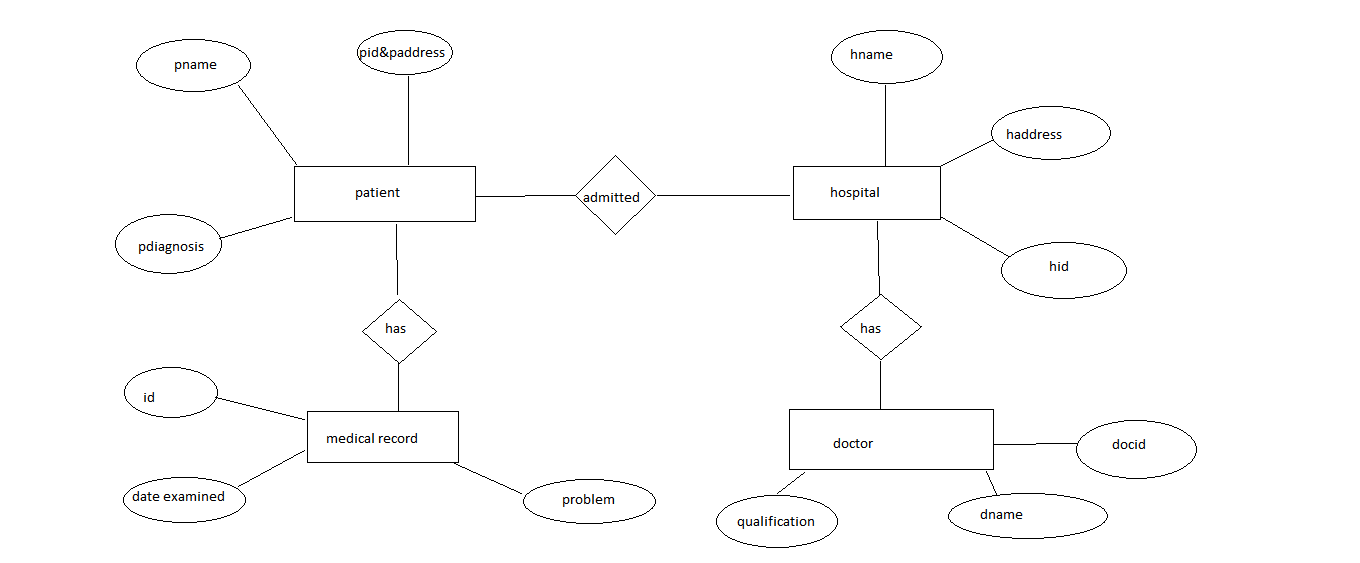 pname
pid&paddress
hname
haddress
patient
admitted
hospital
pdiagnosis
hid
has
has
id
medical record
doctor
docid
date examined
problem
qualification
dname